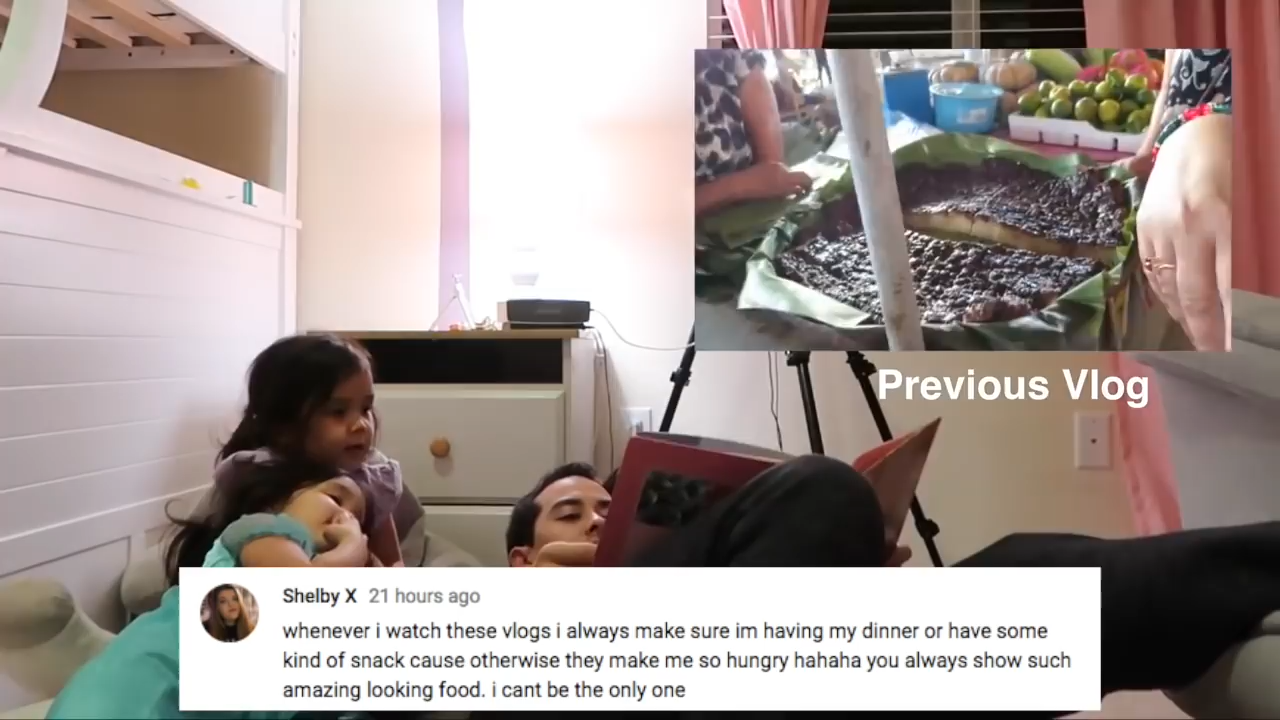 Previous Vlog
Shelby X 21 hours ago
whenever i watch these vlogs i always make sure im having my dinner or have some
kind of snack cause otherwise they make me so hungry hahaha you always show such
amazing looking food. i cant be the only one